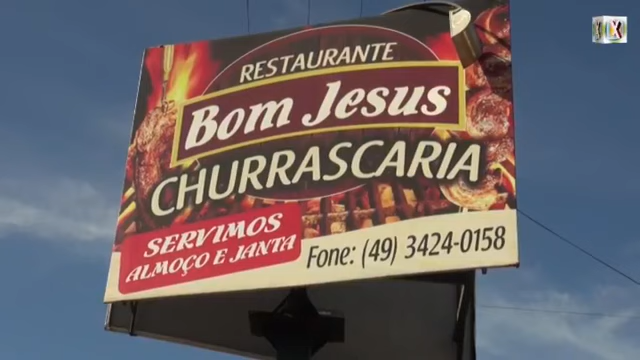 RESTAURANTE
Bom Jesus
CHURRASCARIA
SERVIMOS
ALMOÇO E JANTA
Fone: (49) 3424-0158